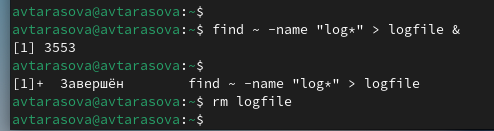 avtarasova@avtarasova:~$
avtarasova@avtarasova:~$ find ~ -name "log*" > logfile &
[1] 3553
avtarasova@avtarasova:~$
[1]+  Завершён        find ~ -name "log*" > logfile
avtarasova@avtarasova:~$ rm logfile
avtarasova@avtarasova:~$